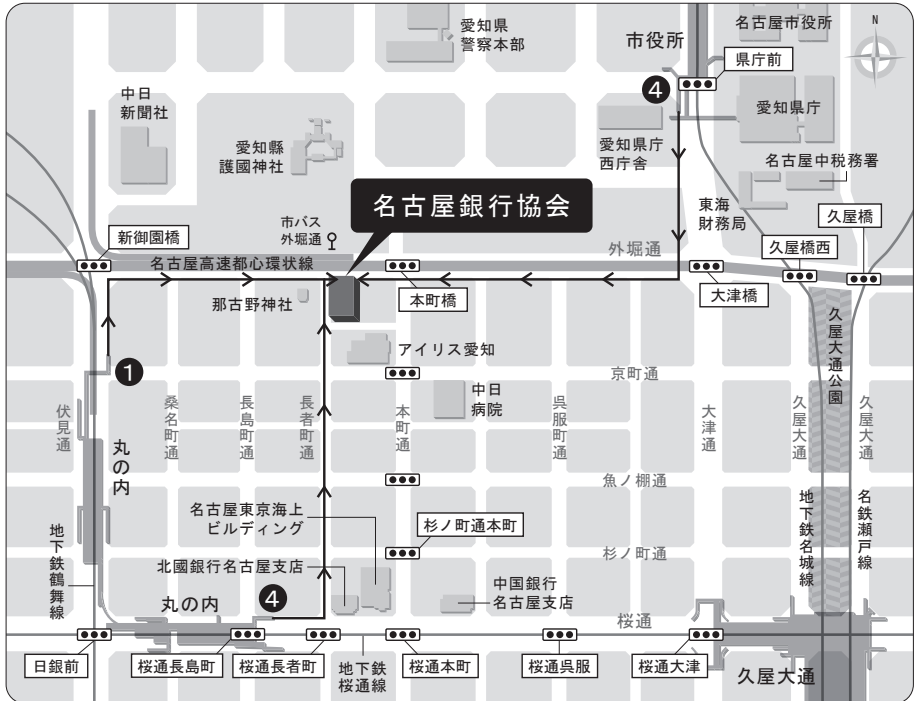 愛知県
警察本部
名古屋市役所
市役所
N
県庁前
4
中日
新聞社
愛知縣
護國神社
愛知県庁
愛知県庁
西庁舎
名古屋中税務署
名古屋銀行協会
東海
財務局
久屋橋
市バス
外堀通
新御園橋
外堀通
久屋橋西
名古屋高速都心環状線
那古野神社
本町橋
大津橋
久屋大通公園
アイリス愛知
1
京町通
中日
病院
伏見通
桑名町通
長島町通
長者町通
本町通
呉服町通
大津通
久屋大通
久屋大通
丸の内
魚ノ棚通
名古屋東京海上
ビルディング
杉ノ町通本町
地下鉄名城線
名鉄瀬戸線
地下鉄鶴舞線
北國銀行名古屋支店
杉ノ町通
丸の内
4
中国銀行
名古屋支店
桜通
日銀前
桜通長島町
桜通長者町
地下鉄
桜通線
桜通本町
桜通呉服
桜通大津
久屋大通